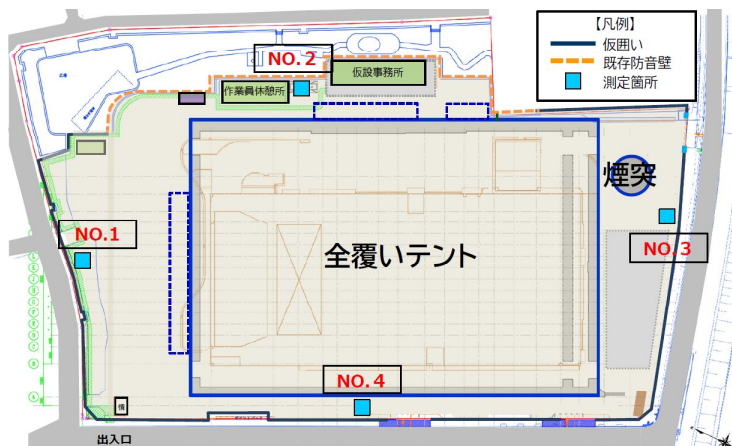 【凡例】
仮囲い
既存防音壁
測定箇所
NO.2
仮設事務所
作業員休憩所
煙突
NO.1
全覆いテント
NO.3
NO.4
情
出入口